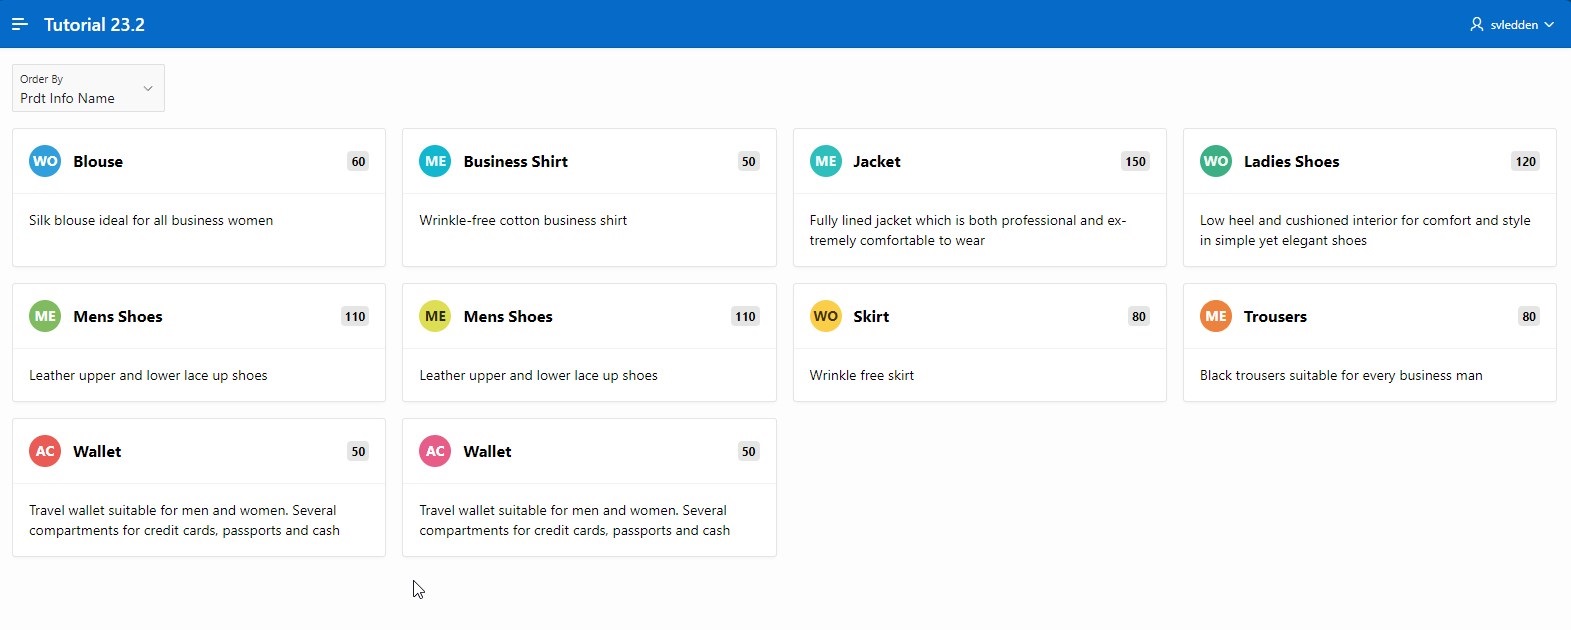 Tutorial 23.2
svledden
Order By
Prdt Info Name
WO Blouse 60
Silk blouse ideal for all business women
ME Business Shirt 50
Wrinkle-free cotton business shirt
ME Jacket 150
Fully lined jacket which is both professional and ex-
tremely comfortable to wear
WO Ladies Shoes 120
Low heel and cushioned interior for comfort and style
in simple yet elegant shoes
ME Mens Shoes 110
Leather upper and lower lace up shoes
ME Mens Shoes 110
Leather upper and lower lace up shoes
WO Skirt 80
Wrinkle free skirt
ME Trousers 80
Black trousers suitable for every business man
AC Wallet 50
Travel wallet suitable for men and women. Several
compartments for credit cards, passports and cash
AC Wallet 50
Travel wallet suitable for men and women. Several
compartments for credit cards, passports and cash